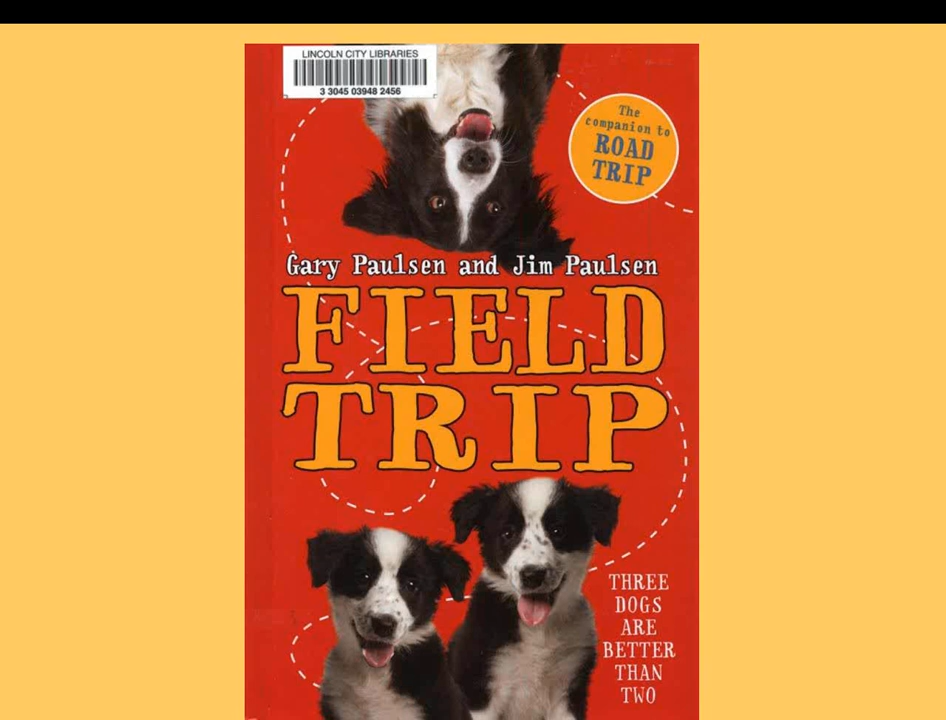 LINCOLN CITY LIBRARIES
3 3045 03948 2456
The
companion to
ROAD
TRIP
Gary Paulsen and Jim Paulsen
FIELD
TRIP
THREE
DOGS
ARE
BETTER
THAN
TWO